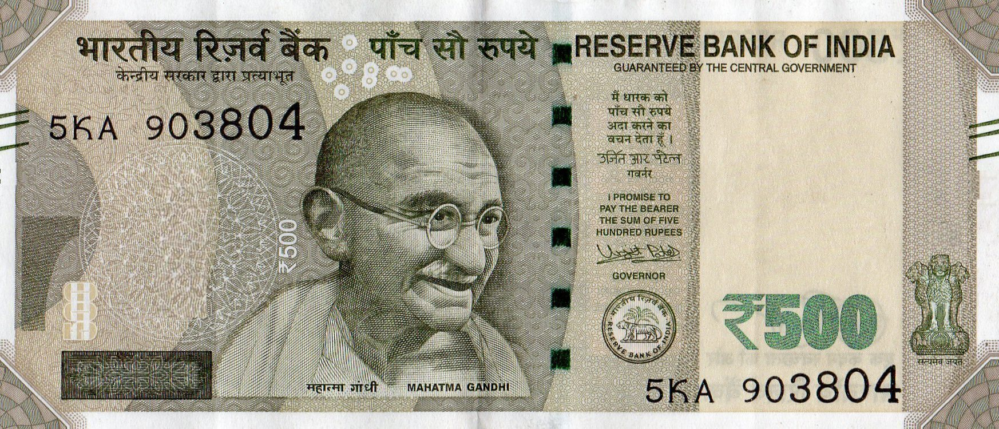 भारतीय रिज़र्व बैंक
केन्द्रीय सरकार द्वारा प्रत्याभूत
पाँच सौ रुपये
RESERVE BANK OF INDIA
GUARANTEED BY THE CENTRAL GOVERNMENT
5KA 903804
₹500
मैं धारक को
पाँच सौ रुपये
अदा करने का
वचन देता हूँ ।
उर्जित आर पटेल
गवर्नर
I PROMISE TO
PAY THE BEARER
THE SUM OF FIVE
HUNDRED RUPEES
Urjit Patel
GOVERNOR
भारतीय रिज़र्व बैंक
RESERVE BANK OF INDIA
₹500
सत्यमेव जयते
महात्मा गांधी
MAHATMA GANDHI
5KA 903804